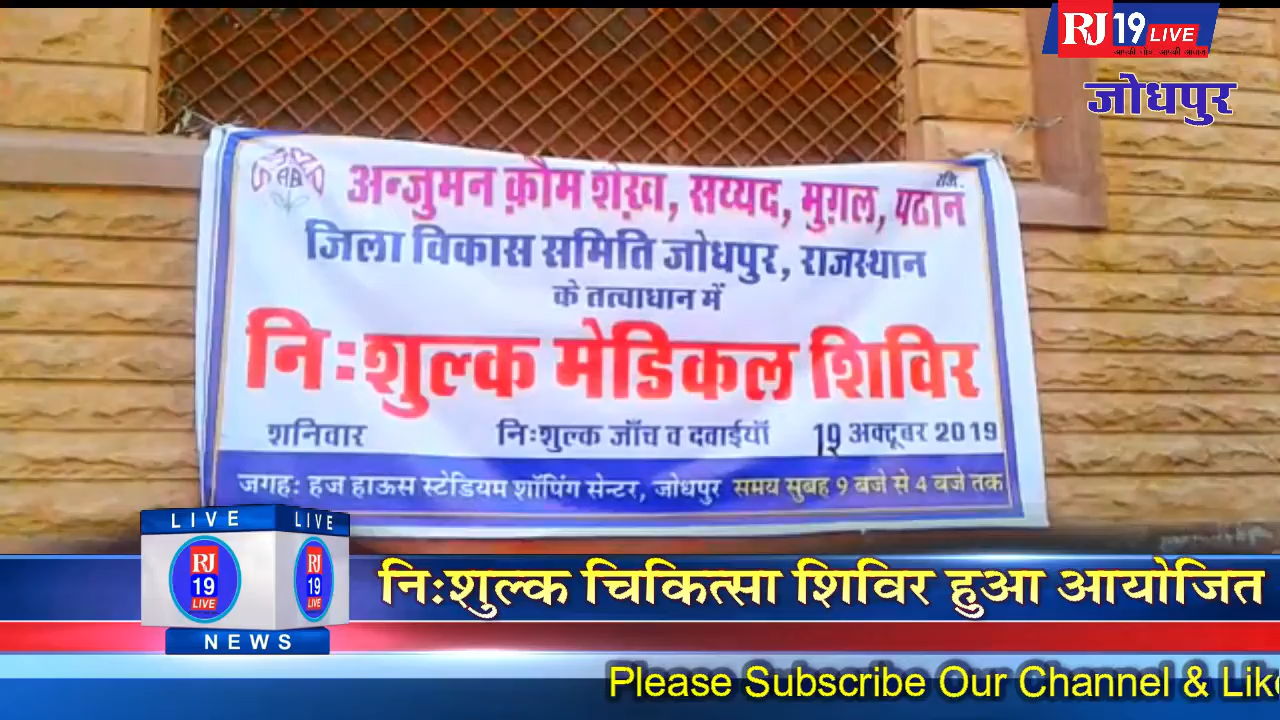 RJ 19 LIVE
जोधपुर
रजि.
अन्जुमन क़ौम शेख़, सय्यद, मुग़ल, पठान
जिला विकास समिति जोधपुर, राजस्थान
के तत्वाधान में
निःशुल्क मेडिकल शिविर
शनिवार निःशुल्क जाँच व दवाईयाँ 19 अक्टूबर 2019
जगहः हज हाऊस स्टेडियम शॉपिंग सेन्टर, जोधपुर समय सुबह 9 बजे से 4 बजे तक
LIVE LIVE
RJ 19 LIVE RJ 19 LIVE
NEWS
निःशुल्क चिकित्सा शिविर हुआ आयोजित
Please Subscribe Our Channel & Like